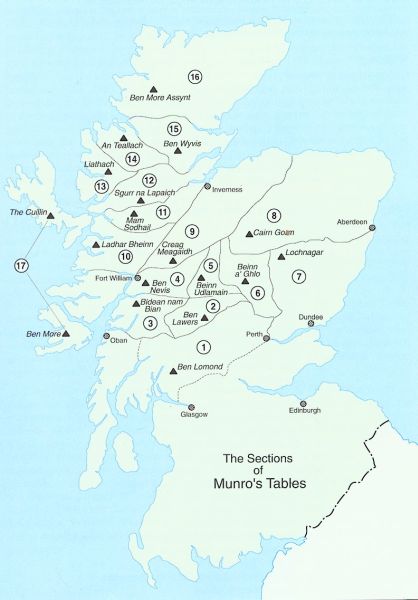 16
Ben More Assynt
15
An Teallach
Ben Wyvis
14
Liathach
12
13
Sgurr na Lapaich
Inverness
The Cuillin
11
Mam
Sodhail
8
9
Aberdeen
Ladhar Bheinn
Creag
Meagaidh
Cairn Goam
10
Lochnagar
17
5
Beinn
a' Ghlo
Fort William
4
7
Ben
Nevis
Beinn
Udlamain
6
Bidean nam
Bian
2
Ben
Lawers
3
Dundee
Ben More
Perth
Oban
1
Ben Lomond
Glasgow
Edinburgh
The Sections
of
Munro's Tables